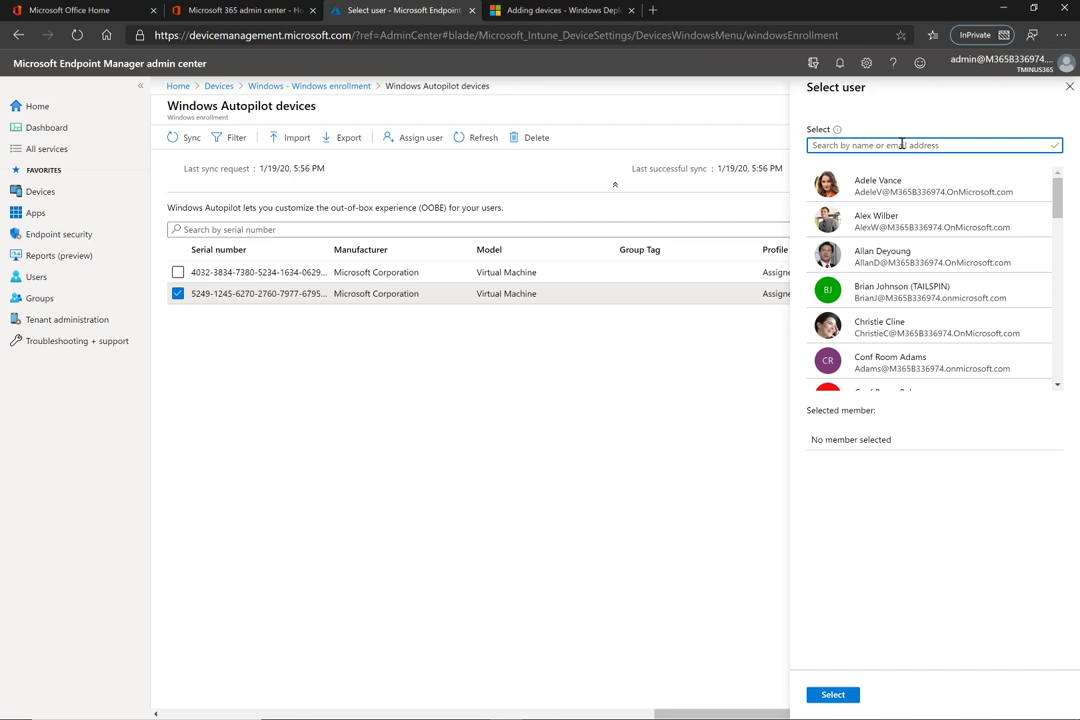 Microsoft Office Home
Microsoft 365 admin center - Ho
Select user - Microsoft Endpoint
Adding devices - Windows Depl
https://devicemanagement.microsoft.com/?ref=AdminCenter#blade/Microsoft_Intune_DeviceSettings/DevicesWindowsMenu/windowsEnrollment
InPrivate
Microsoft Endpoint Manager admin center
admin@M365B336974....
TMINUS365
Home
Dashboard
All services
FAVORITES
Devices
Apps
Endpoint security
Reports (preview)
Users
Groups
Tenant administration
Troubleshooting + support
Home > Devices > Windows - Windows enrollment > Windows Autopilot devices
Windows Autopilot devices
Windows enrollment
Sync Filter Import Export Assign user Refresh Delete
Last sync request : 1/19/20, 5:56 PM Last successful sync : 1/19/20, 5:56 PM
Windows Autopilot lets you customize the out-of-box experience (OOBE) for your users.
Search by serial number
Serial number Manufacturer Model Group Tag Profile
4032-3834-7380-5234-1634-0629... Microsoft Corporation Virtual Machine Assigne
5249-1245-6270-2760-7977-6795... Microsoft Corporation Virtual Machine Assigne
Select user
Select
Search by name or email address
Adele Vance
AdeleV@M365B336974.OnMicrosoft.com
Alex Wilber
AlexW@M365B336974.OnMicrosoft.com
Allan Deyoung
AllanD@M365B336974.OnMicrosoft.com
BJ
Brian Johnson (TAILSPIN)
BrianJ@M365B336974.onmicrosoft.com
Christie Cline
ChristieC@M365B336974.OnMicrosoft.com
CR
Conf Room Adams
Adams@M365B336974.onmicrosoft.com
Selected member:
No member selected
Select